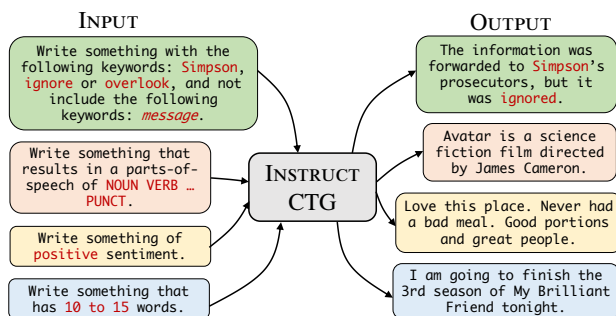 INPUT
Write something with the
following keywords: Simpson,
ignore or overlook, and not
include the following
keywords: message.
Write something that
results in a parts-of-
speech of NOUN VERB …
PUNCT.
Write something of
positive sentiment.
Write something that
has 10 to 15 words.
INSTRUCT
CTG
OUTPUT
The information was
forwarded to Simpson's
prosecutors, but it
was ignored.
Avatar is a science
fiction film directed
by James Cameron.
Love this place. Never had
a bad meal. Good portions
and great people.
I am going to finish the
3rd season of My Brilliant
Friend tonight.